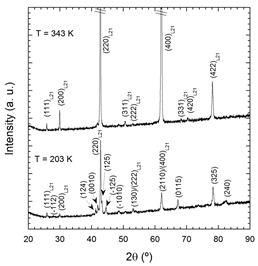 T = 343 K
(111)L21
(200)L21
(220)L21
(311)L21
(222)L21
(400)L21
(331)L21
(420)L21
(422)L21
T = 203 K
(111)L21
(-112)
(200)L21
(124)
(0010)
(220)L21
(125)
(-125)
(-1010)
(130)/(222)L21
(2110)/(400)L21
(0115)
(325)
(240)
Intensity (a. u.)
20 30 40 50 60 70 80 90
2θ (º)